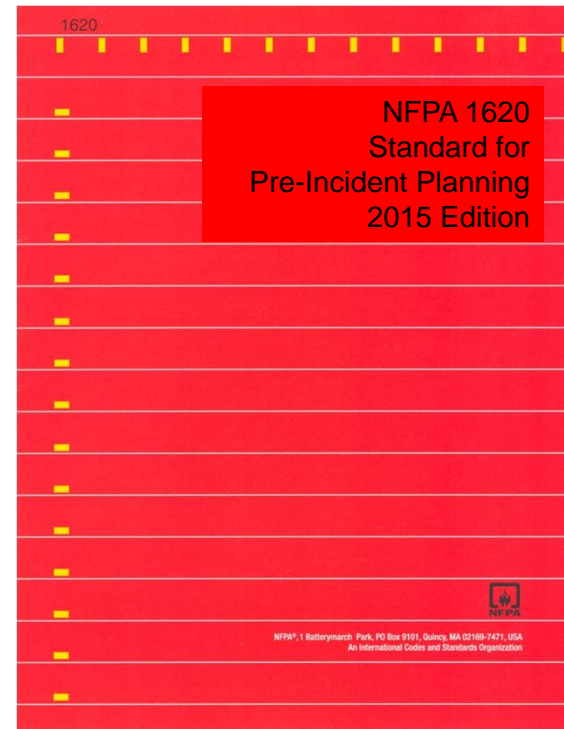 1620
NFPA 1620
Standard for
Pre-Incident Planning
2015 Edition
NFPA
NFPA®, 1 Batterymarch Park, PO Box 9101, Quincy, MA 02169-7471, USA
An International Codes and Standards Organization